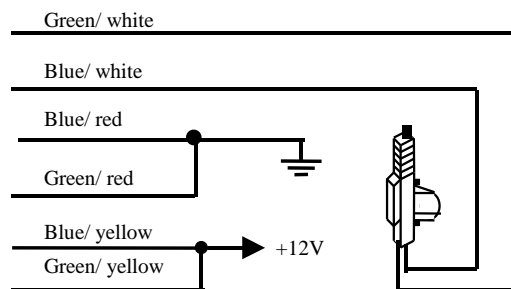 Green/ white
Blue/ white
Blue/ red
Green/ red
Blue/ yellow
+12V
Green/ yellow